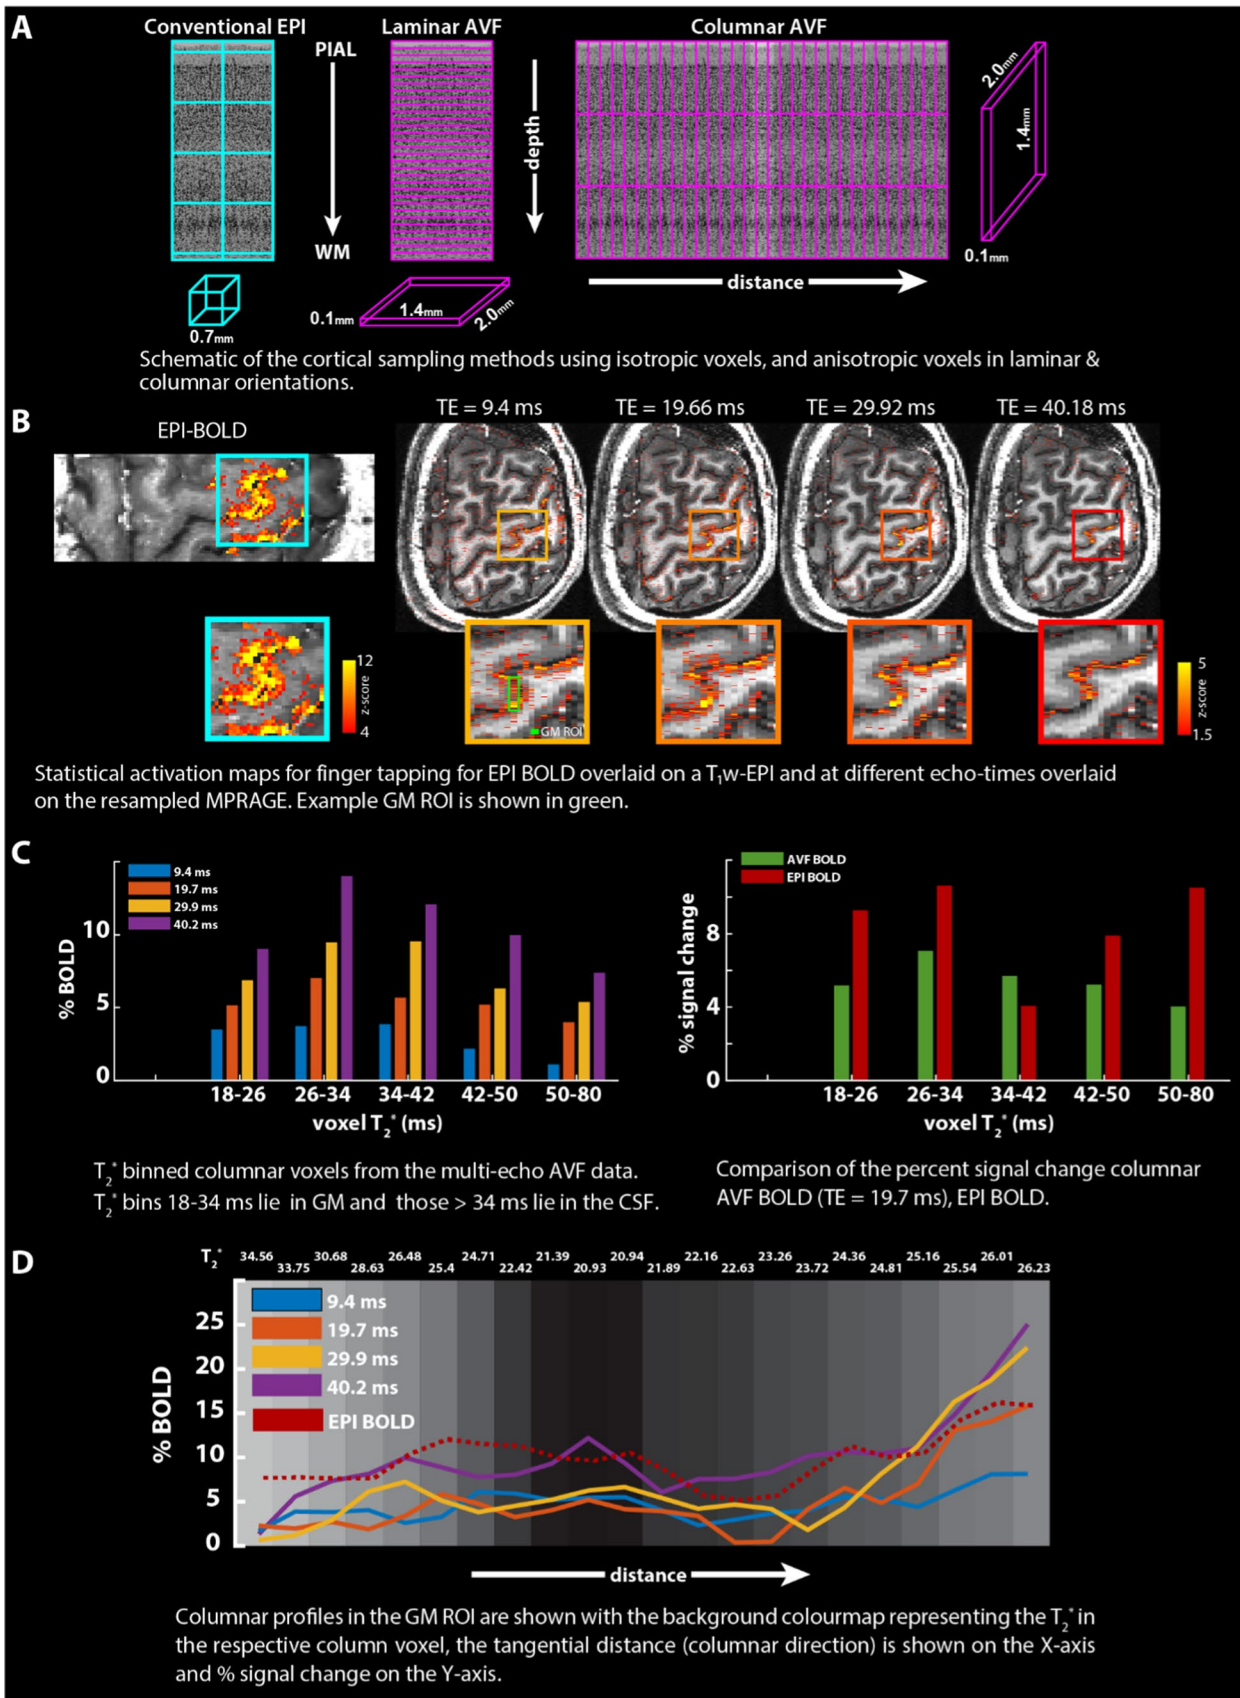 A
Conventional EPI
Laminar AVF
Columnar AVF
PIAL
WM
depth
distance
0.7mm
0.1mm
1.4mm
2.0mm
2.0mm
1.4mm
0.1mm
Schematic of the cortical sampling methods using isotropic voxels, and anisotropic voxels in laminar &
columnar orientations.
B
EPI-BOLD
TE = 9.4 ms
TE = 19.66 ms
TE = 29.92 ms
TE = 40.18 ms
12
z-score
4
GM ROI
5
z-score
1.5
Statistical activation maps for finger tapping for EPI BOLD overlaid on a T₁w-EPI and at different echo-times overlaid
on the resampled MPRAGE. Example GM ROI is shown in green.
C
9.4 ms
19.7 ms
29.9 ms
40.2 ms
% BOLD
10
5
0
18-26
26-34
34-42
42-50
50-80
voxel T₂* (ms)
T₂* binned columnar voxels from the multi-echo AVF data.
T₂* bins 18-34 ms lie in GM and those > 34 ms lie in the CSF.
AVF BOLD
EPI BOLD
% signal change
8
4
0
18-26
26-34
34-42
42-50
50-80
voxel T₂* (ms)
Comparison of the percent signal change columnar
AVF BOLD (TE = 19.7 ms), EPI BOLD.
D
T₂*
34.56 30.68 26.48 24.71 21.39 20.94 22.16 23.26 24.36 25.16 26.01
33.75 28.63 25.4 22.42 20.93 21.89 22.63 23.72 24.81 25.54 26.23
9.4 ms
19.7 ms
29.9 ms
40.2 ms
EPI BOLD
% BOLD
25
20
15
10
5
0
distance
Columnar profiles in the GM ROI are shown with the background colourmap representing the T₂* in
the respective column voxel, the tangential distance (columnar direction) is shown on the X-axis
and % signal change on the Y-axis.